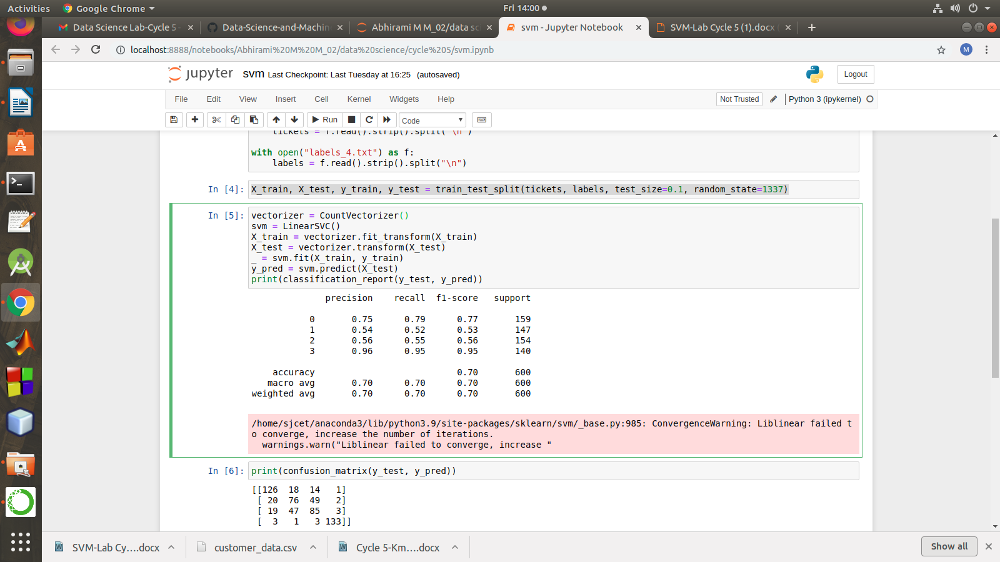 Activities Google Chrome Fri 14:00
Data Science Lab-Cycle 5 - Data-Science-and-Machin Abhirami M M_02/data sc svm - Jupyter Notebook SVM-Lab Cycle 5 (1).docx
localhost:8888/notebooks/Abhirami%20M%20M_02/data%20science/cycle%205/svm.ipynb M
jupyter svm Last Checkpoint: Last Tuesday at 16:25 (autosaved) Logout
File Edit View Insert Cell Kernel Widgets Help Not Trusted Python 3 (ipykernel)
Run Code
tickets = f.read().strip().split("\n")
with open("labels_4.txt") as f:
labels = f.read().strip().split("\n")
In [4]: X_train, X_test, y_train, y_test = train_test_split(tickets, labels, test_size=0.1, random_state=1337)
In [5]: vectorizer = CountVectorizer()
svm = LinearSVC()
X_train = vectorizer.fit_transform(X_train)
X_test = vectorizer.transform(X_test)
_ = svm.fit(X_train, y_train)
y_pred = svm.predict(X_test)
print(classification_report(y_test, y_pred))
precision recall f1-score support
0 0.75 0.79 0.77 159
1 0.54 0.52 0.53 147
2 0.56 0.55 0.56 154
3 0.96 0.95 0.95 140
accuracy 0.70 600
macro avg 0.70 0.70 0.70 600
weighted avg 0.70 0.70 0.70 600
/home/sjcet/anaconda3/lib/python3.9/site-packages/sklearn/svm/_base.py:985: ConvergenceWarning: Liblinear failed t
o converge, increase the number of iterations.
warnings.warn("Liblinear failed to converge, increase "
In [6]: print(confusion_matrix(y_test, y_pred))
[[126 18 14 1]
[ 20 76 49 2]
[ 19 47 85 3]
[ 3 1 3 133]]
SVM-Lab Cy....docx customer_data.csv Cycle 5-Km....docx Show all